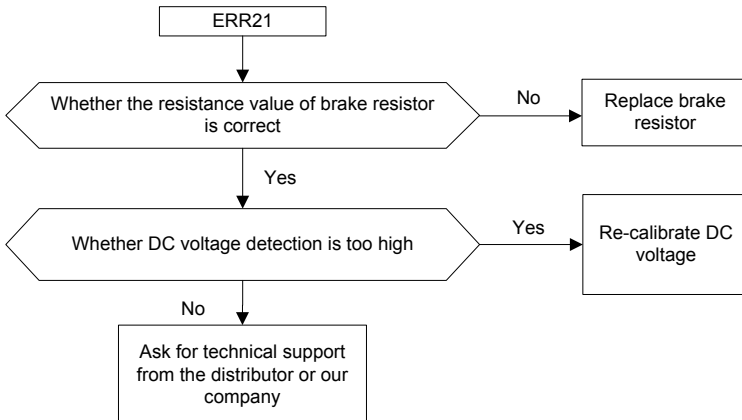 ERR21
Whether the resistance value of brake resistor
is correct
No
Replace brake
resistor
Yes
Whether DC voltage detection is too high
Yes
Re-calibrate DC
voltage
No
Ask for technical support
from the distributor or our
company